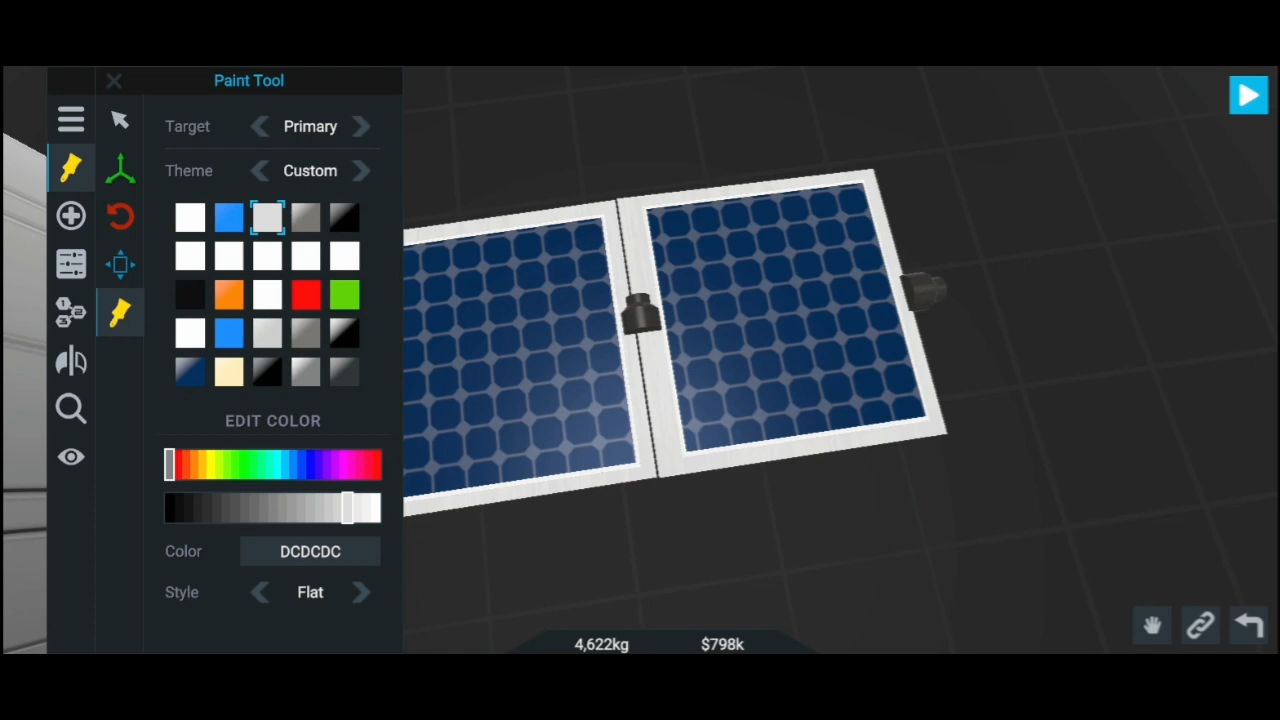 Paint Tool
Target Primary
Theme Custom
EDIT COLOR
Color DCDCDC
Style Flat
4,622kg $798k